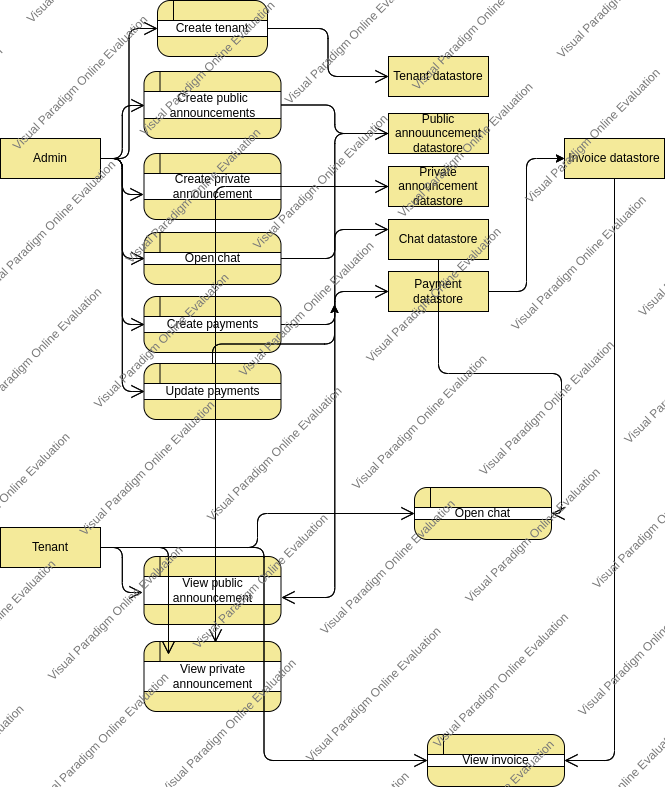 Create tenant
Tenant datastore
Create public
announcements
Public
annouuncement
datastore
Admin
Invoice datastore
Create private
announcement
Private
announcement
datastore
Open chat
Chat datastore
Create payments
Payment
datastore
Update payments
Open chat
Tenant
View public
announcement
View private
announcement
View invoice
Visual Paradigm Online Evaluation